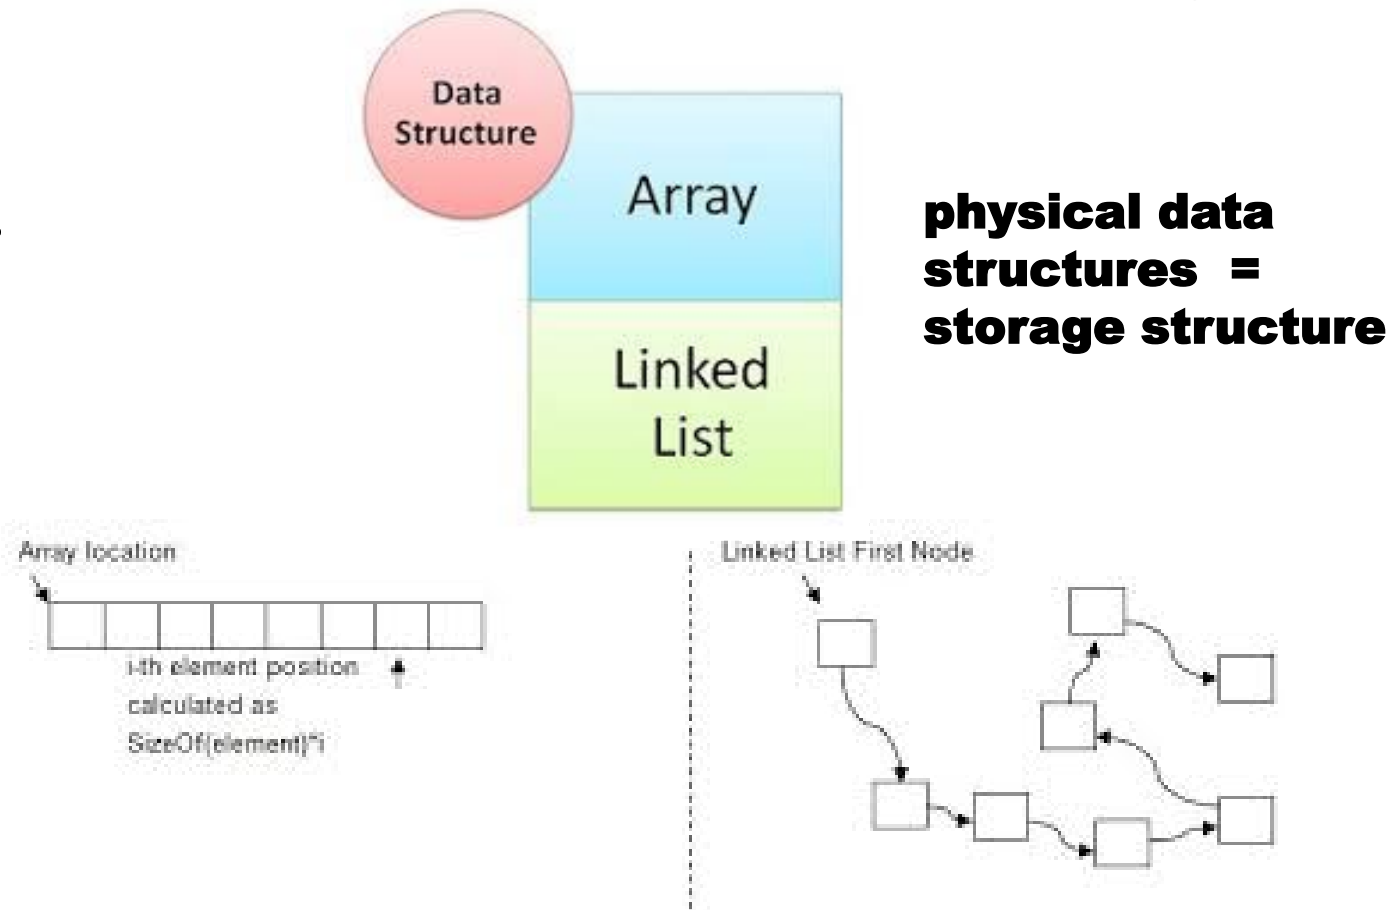 Data
Structure
Array
Linked
List
physical data
structures =
storage structure
Array location
i-th element position
calculated as
SizeOf(element)*i
Linked List First Node